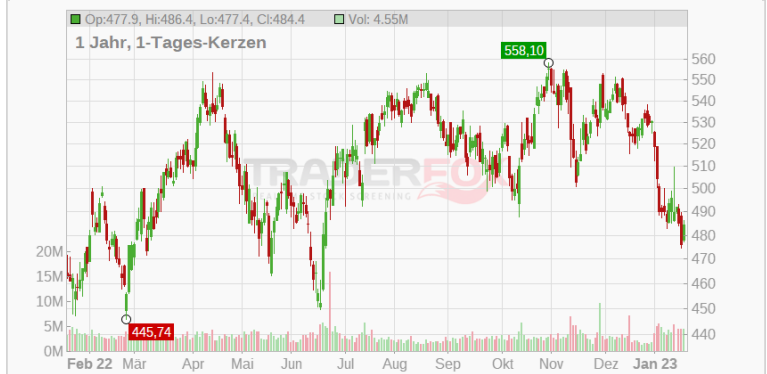 Op:477.9, Hi:486.4, Lo:477.4, Cl:484.4 Vol: 4.55M
1 Jahr, 1-Tages-Kerzen
558,10
560
550
540
530
520
510
500
490
480
470
460
450
440
20M
15M
10M
5M
0M
445,74
Feb 22 Mär Apr Mai Jun Jul Aug Sep Okt Nov Dez Jan 23